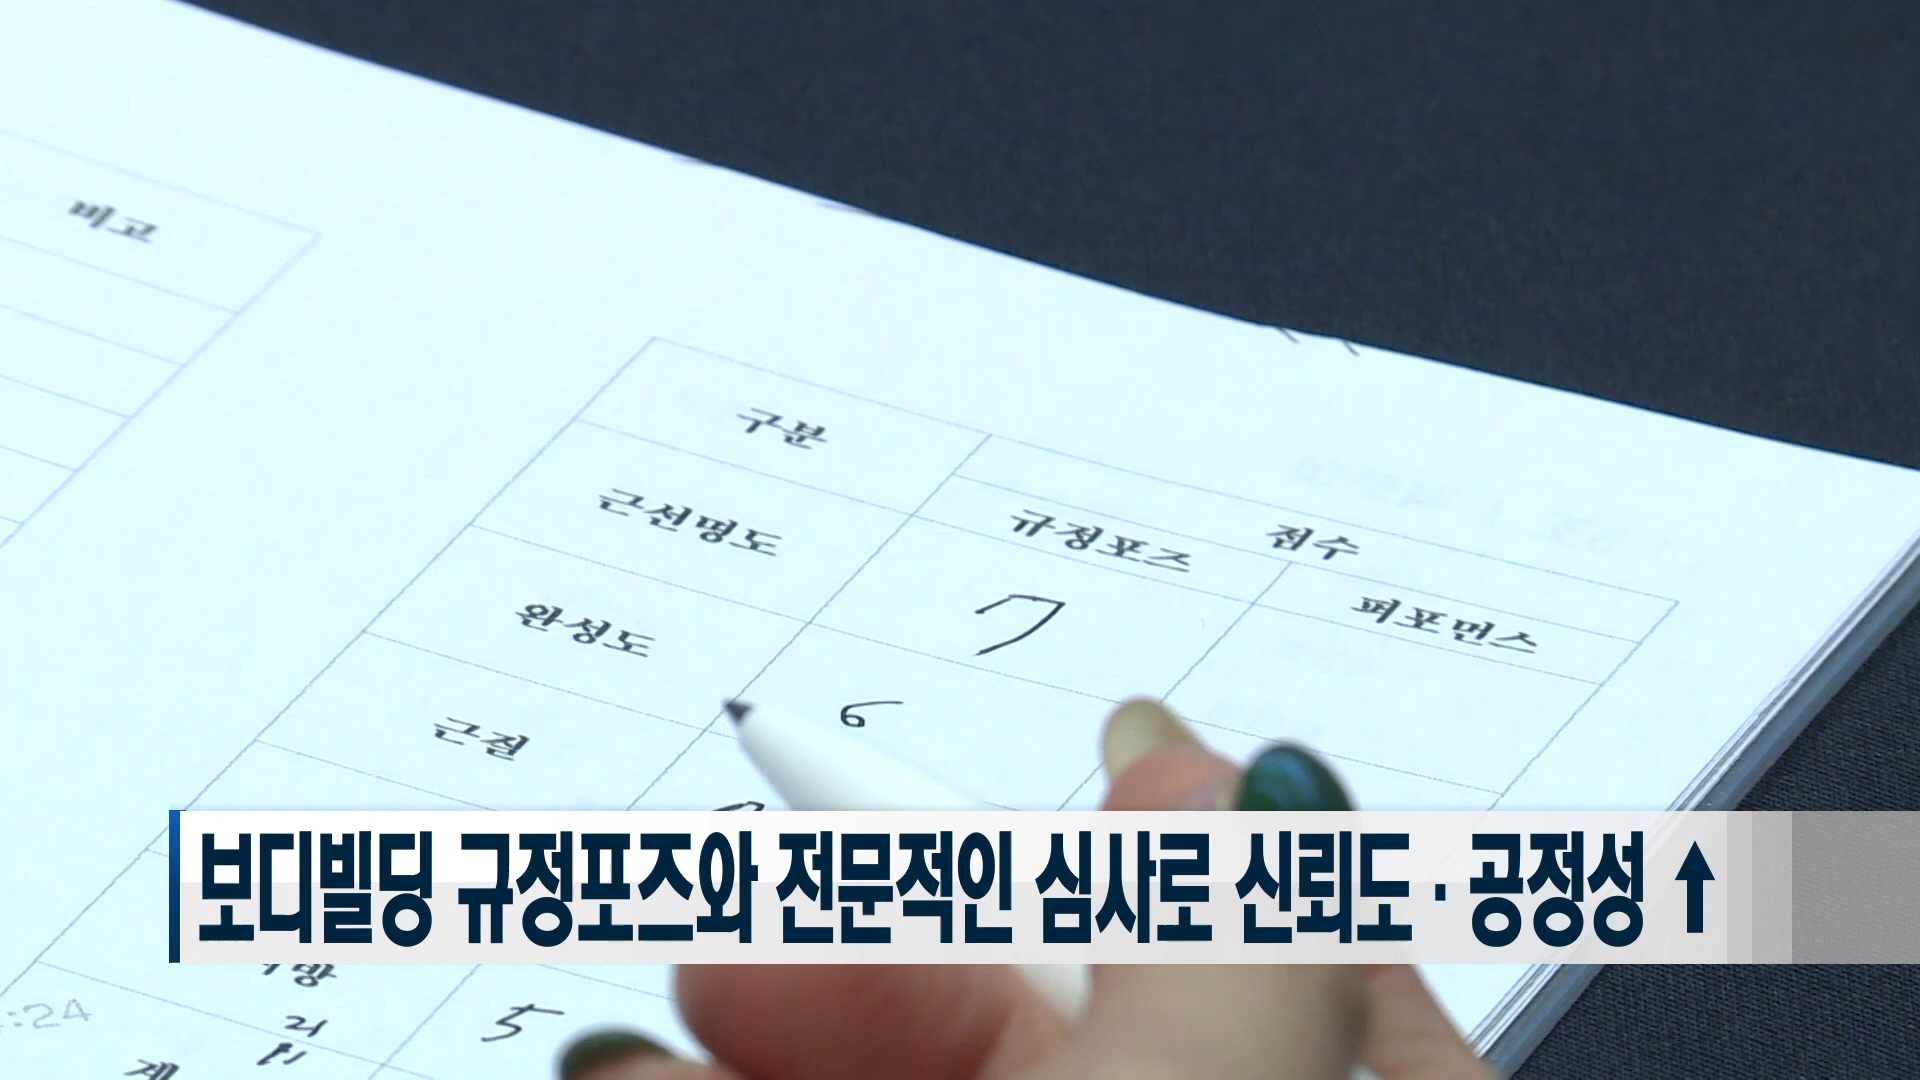 비고
구분
점수
규정포즈
퍼포먼스
근선명도
7
완성도
6
근질
5
계
:24
보디빌딩 규정포즈와 전문적인 심사로 신뢰도·공정성↑